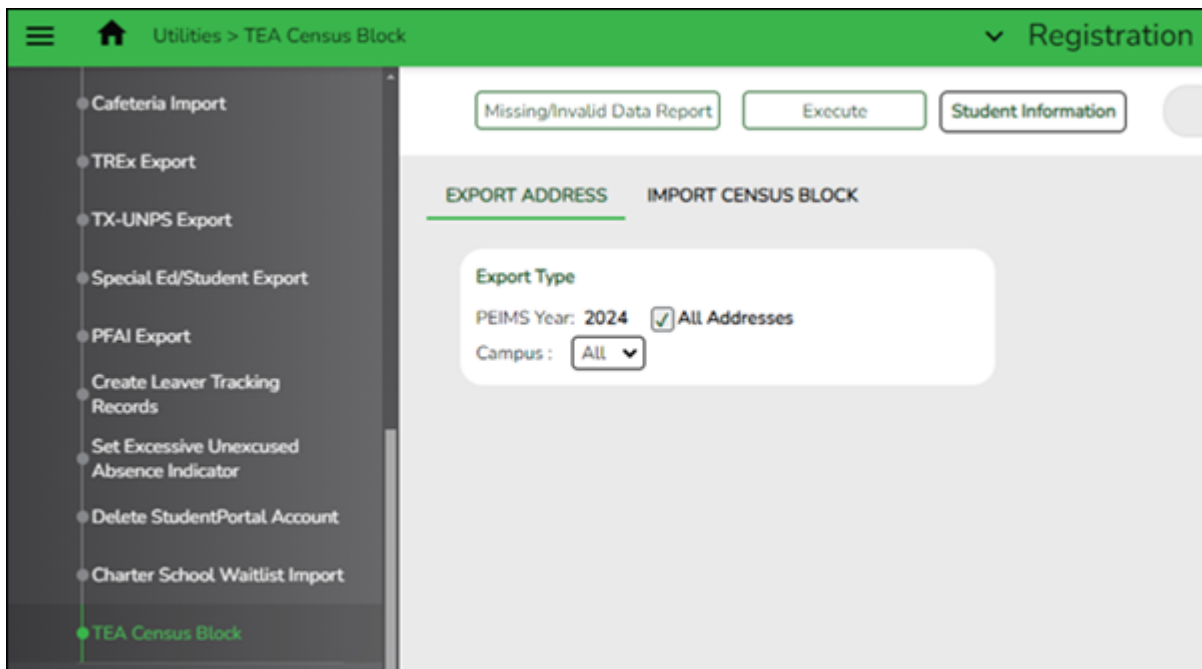 Utilities > TEA Census Block
Registration
Cafeteria Import
TREx Export
TX-UNPS Export
Special Ed/Student Export
PFAI Export
Create Leaver Tracking
Records
Set Excessive Unexcused
Absence Indicator
Delete StudentPortal Account
Charter School Waitlist Import
TEA Census Block
Missing/Invalid Data Report
Execute
Student Information
EXPORT ADDRESS
IMPORT CENSUS BLOCK
Export Type
PEIMS Year: 2024 All Addresses
Campus : All